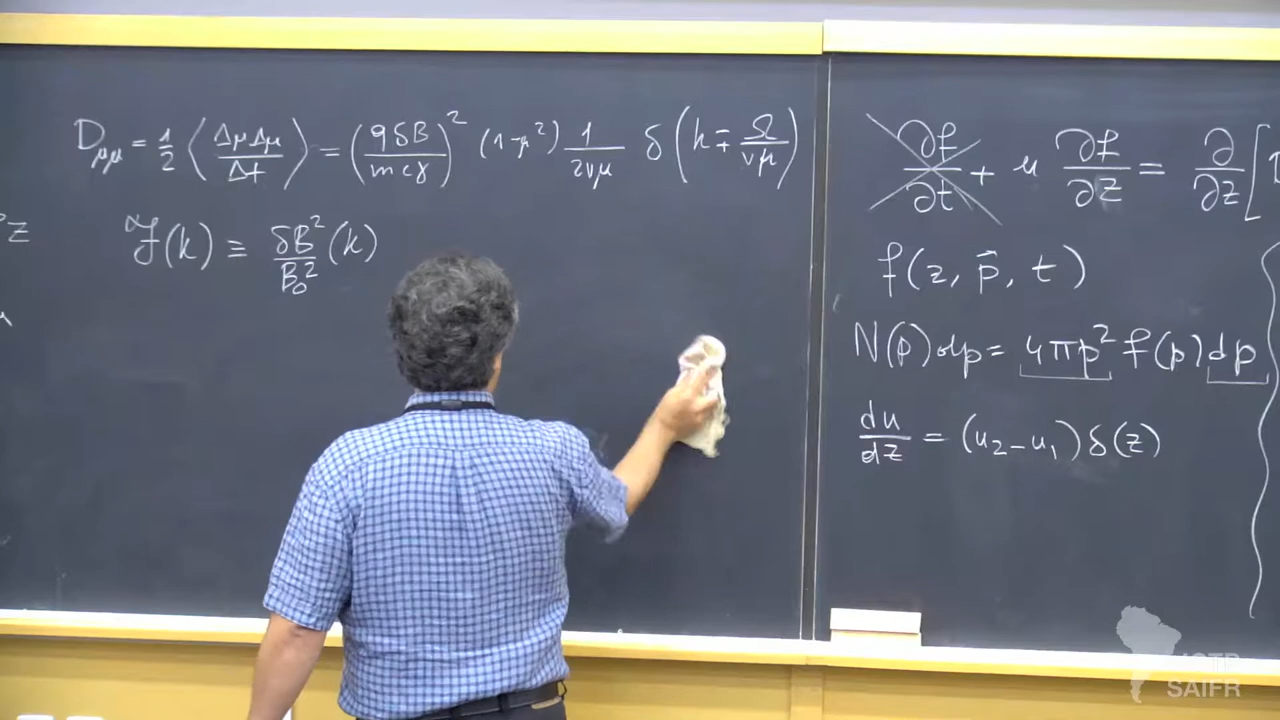 D_μμ = 1/2 ⟨ΔμΔμ/Δt⟩ = (qδB/mcγ)² (1-μ²) 1/2vμ δ(k ∓ Ω/vμ)
z
ℱ(k) ≡ δB²/B₀² (k)
∂f/∂t + u ∂f/∂z = ∂/∂z [
f(z, p⃗, t)
N(p)dp = 4πp² f(p) dp
du/dz = (u₂-u₁)δ(z)
ICTP
SAIFR